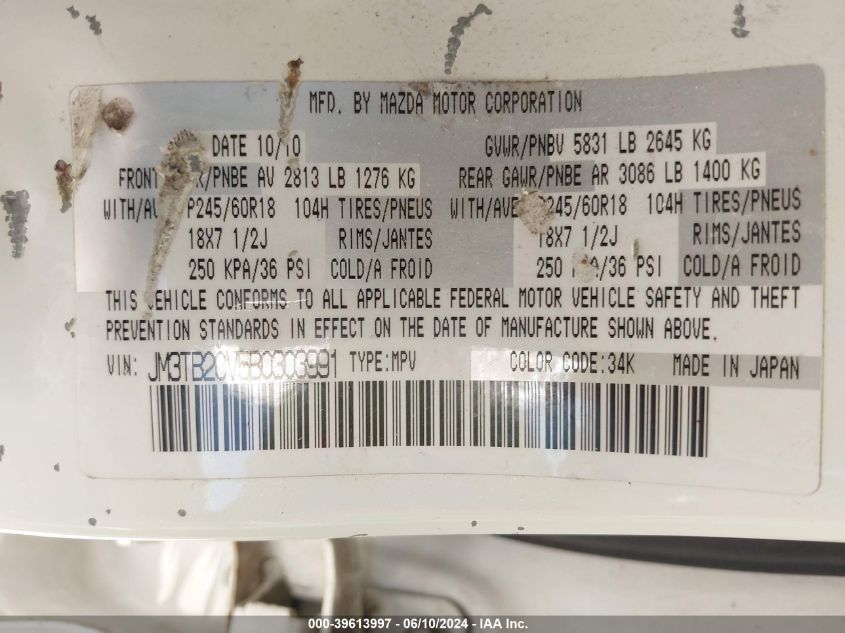 MFD. BY MAZDA MOTOR CORPORATION
DATE 10/10 GVWR/PNBV 5831 LB 2645 KG
FRONT AV 2813 LB 1276 KG REAR GAWR/PNBE AR 3086 LB 1400 KG
P245/60R18 104H TIRES/PNEUS WITH/AVE P245/60R18 104H TIRES/PNEUS
18X7 1/2J RIMS/JANTES 18X7 1/2J RIMS/JANTES
250 KPA/36 PSI COLD/A FROID 250 KPA/36 PSI COLD/A FROID
THIS VEHICLE CONFORMS TO ALL APPLICABLE FEDERAL MOTOR VEHICLE SAFETY AND THEFT
PREVENTION STANDARDS IN EFFECT ON THE DATE OF MANUFACTURE SHOWN ABOVE.
VIN: JM3TB2CV5B0303991 TYPE:MPV COLOR CODE:34K MADE IN JAPAN
000-39613997 - 06/10/2024 - IAA Inc.